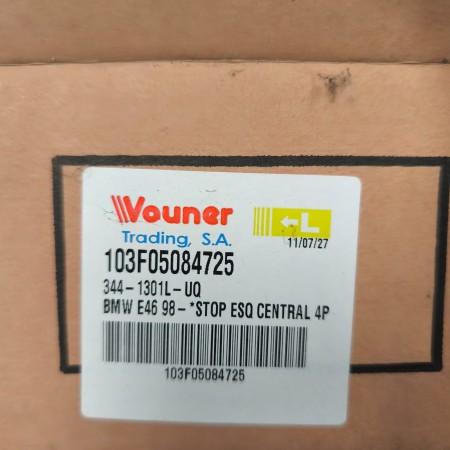 Vouner
Trading, S.A.
←L
11/07/27
103F05084725
344-1301L-UQ
BMW E46 98-*STOP ESQ CENTRAL 4P
103F05084725